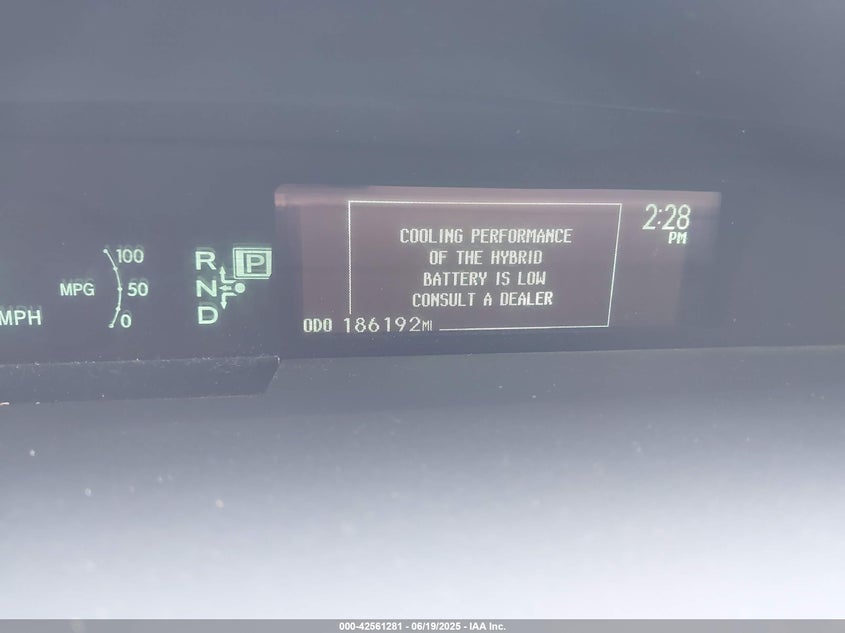 2:28
PM
COOLING PERFORMANCE
OF THE HYBRID
BATTERY IS LOW
CONSULT A DEALER
ODO 186192MI
100
MPG 50
0
MPH
R P
N
D
000-42561281 - 06/19/2025 - IAA Inc.